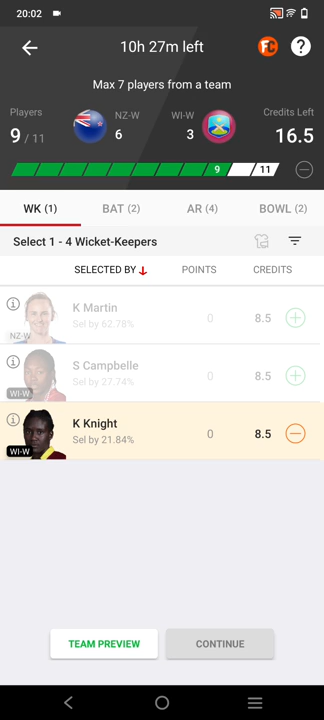 20:02
10h 27m left
FC
?
Max 7 players from a team
Players
9 / 11
NZ-W
6
WI-W
3
Credits Left
16.5
9
11
WK (1)
BAT (2)
AR (4)
BOWL (2)
Select 1 - 4 Wicket-Keepers
SELECTED BY
POINTS
CREDITS
K Martin
Sel by 62.78%
0
8.5
NZ-W
S Campbelle
Sel by 27.74%
0
8.5
WI-W
K Knight
Sel by 21.84%
0
8.5
WI-W
TEAM PREVIEW
CONTINUE